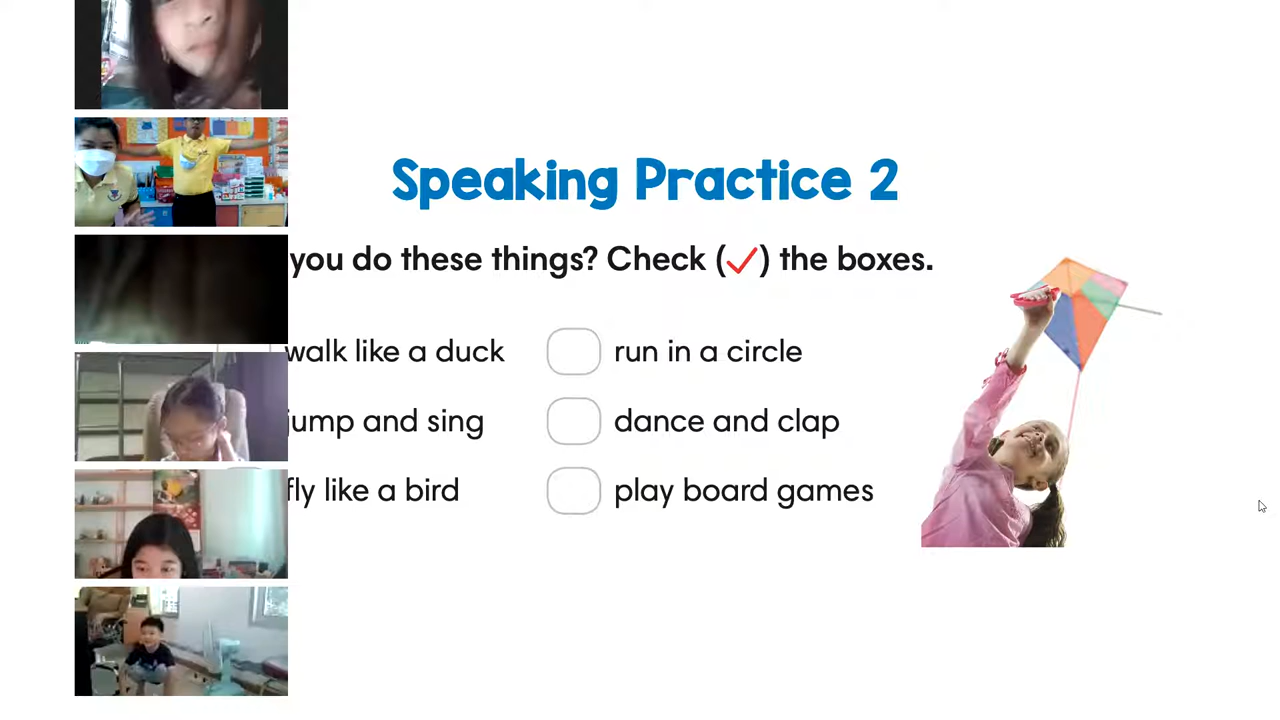 Speaking Practice 2
you do these things? Check (✓) the boxes.
walk like a duck
run in a circle
jump and sing
dance and clap
fly like a bird
play board games